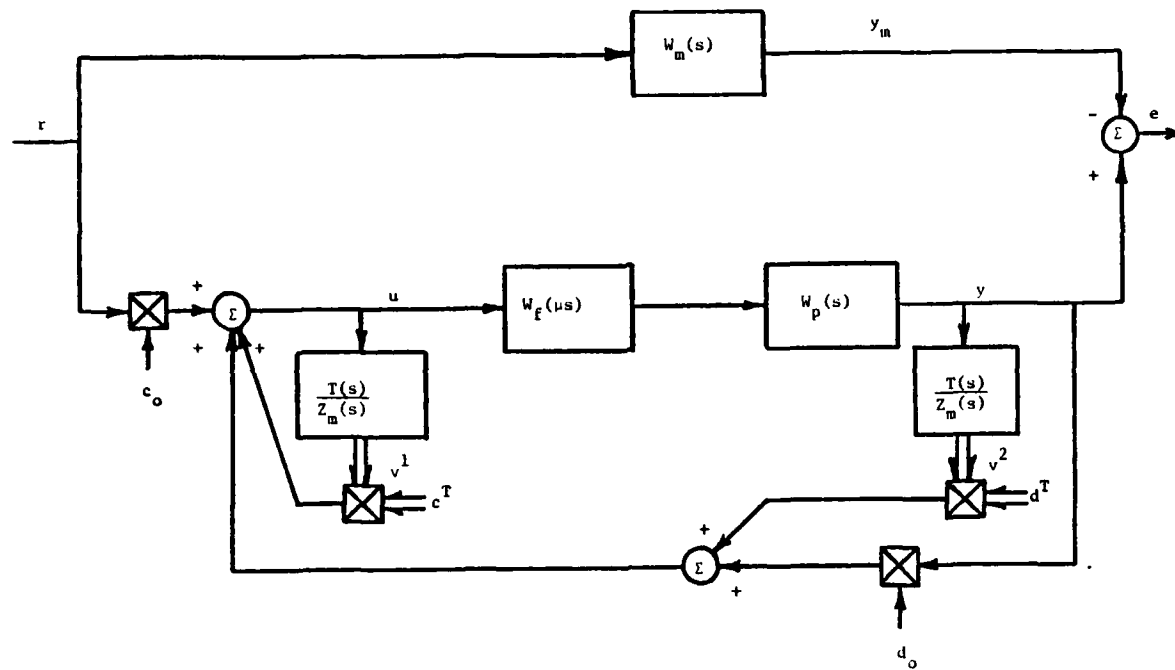 W_m(s)
y_m
r
-
Σ
e
+
+
Σ
u
W_f(μs)
W_p(s)
y
+
+
c_o
T(s)
Z_m(s)
T(s)
Z_m(s)
v^1
c^T
v^2
d^T
+
Σ
+
d_o